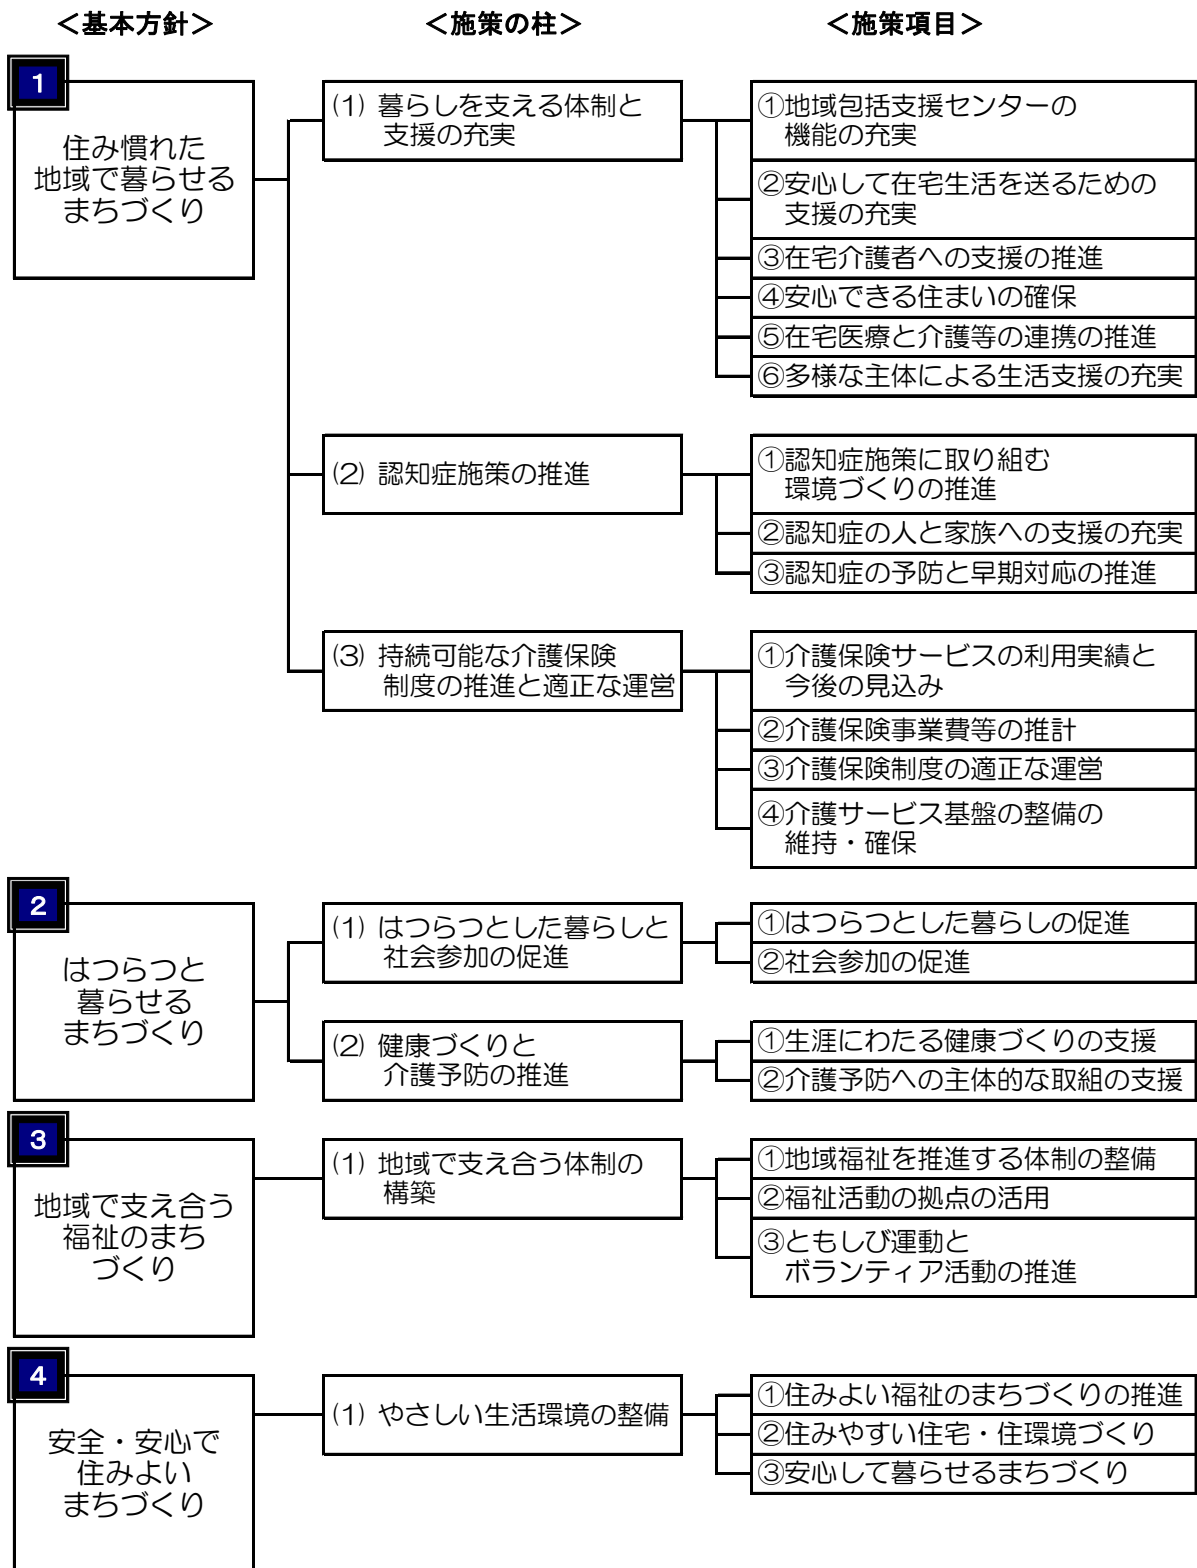 ＜基本方針＞
＜施策の柱＞
＜施策項目＞
1
住み慣れた
地域で暮らせる
まちづくり
(1) 暮らしを支える体制と
支援の充実
①地域包括支援センターの
機能の充実
②安心して在宅生活を送るための
支援の充実
③在宅介護者への支援の推進
④安心できる住まいの確保
⑤在宅医療と介護等の連携の推進
⑥多様な主体による生活支援の充実
(2) 認知症施策の推進
①認知症施策に取り組む
環境づくりの推進
②認知症の人と家族への支援の充実
③認知症の予防と早期対応の推進
(3) 持続可能な介護保険
制度の推進と適正な運営
①介護保険サービスの利用実績と
今後の見込み
②介護保険事業費等の推計
③介護保険制度の適正な運営
④介護サービス基盤の整備の
維持・確保
2
はつらつと
暮らせる
まちづくり
(1) はつらつとした暮らしと
社会参加の促進
①はつらつとした暮らしの促進
②社会参加の促進
(2) 健康づくりと
介護予防の推進
①生涯にわたる健康づくりの支援
②介護予防への主体的な取組の支援
3
地域で支え合う
福祉のまち
づくり
(1) 地域で支え合う体制の
構築
①地域福祉を推進する体制の整備
②福祉活動の拠点の活用
③ともしび運動と
ボランティア活動の推進
4
安全・安心で
住みよい
まちづくり
(1) やさしい生活環境の整備
①住みよい福祉のまちづくりの推進
②住みやすい住宅・住環境づくり
③安心して暮らせるまちづくり